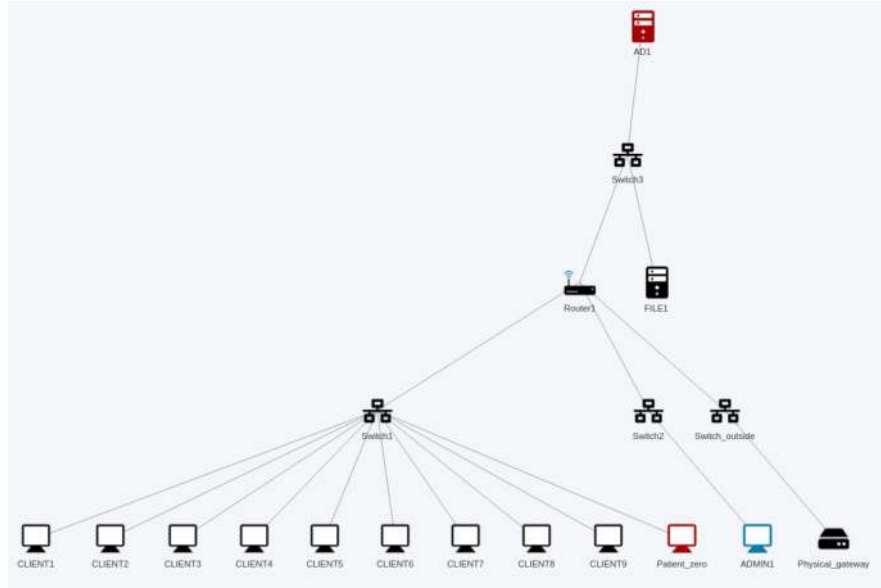 AD1
Switch3
Router1
FILE1
Switch1
Switch2
Switch_outside
CLIENT1
CLIENT2
CLIENT3
CLIENT4
CLIENT5
CLIENT6
CLIENT7
CLIENT8
CLIENT9
Patient_zero
ADMIN1
Physical_gateway